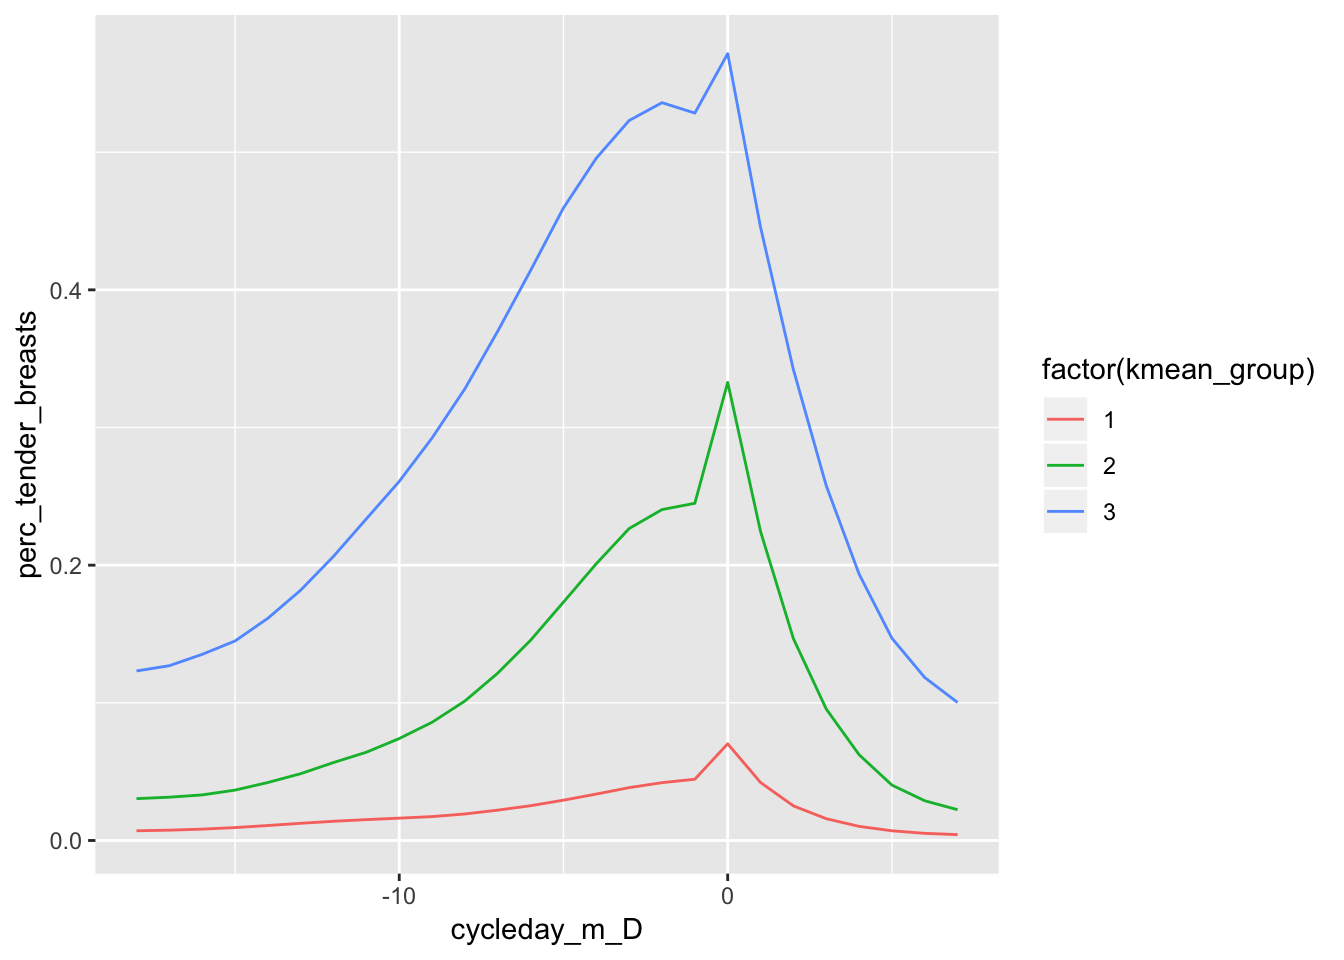 perc_tender_breasts
0.4
0.2
0.0
-10
0
cycleday_m_D
factor(kmean_group)
1
2
3